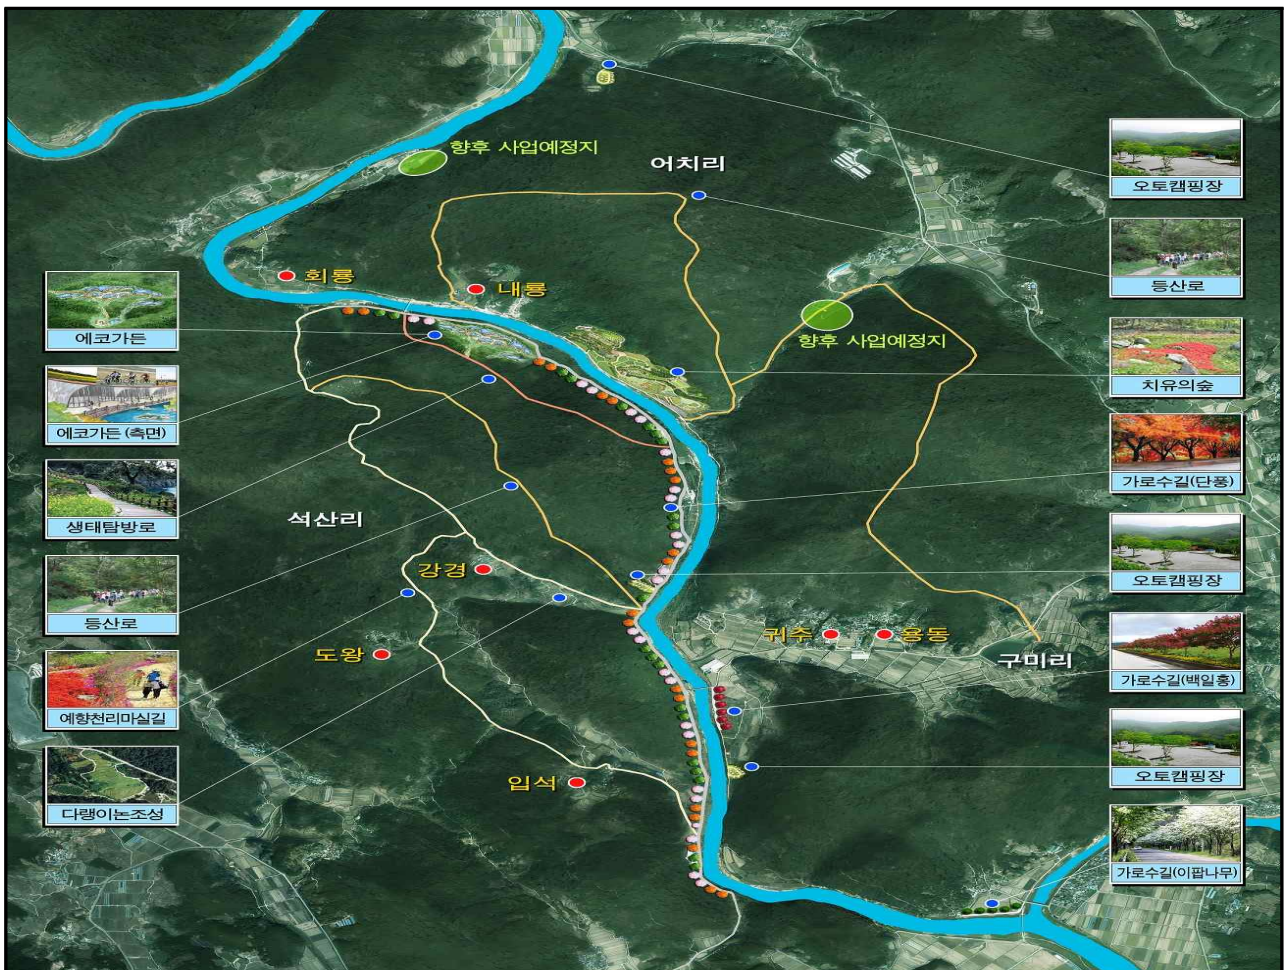 향후 사업예정지
어치리
오토캠핑장
등산로
회룡
내룡
에코가든
향후 사업예정지
치유의숲
에코가든 (측면)
가로수길(단풍)
생태탐방로
석산리
강경
오토캠핑장
등산로
도왕
귀주
용동
구미리
가로수길(백일홍)
예향천리마실길
입석
오토캠핑장
다랭이논조성
가로수길(이팝나무)